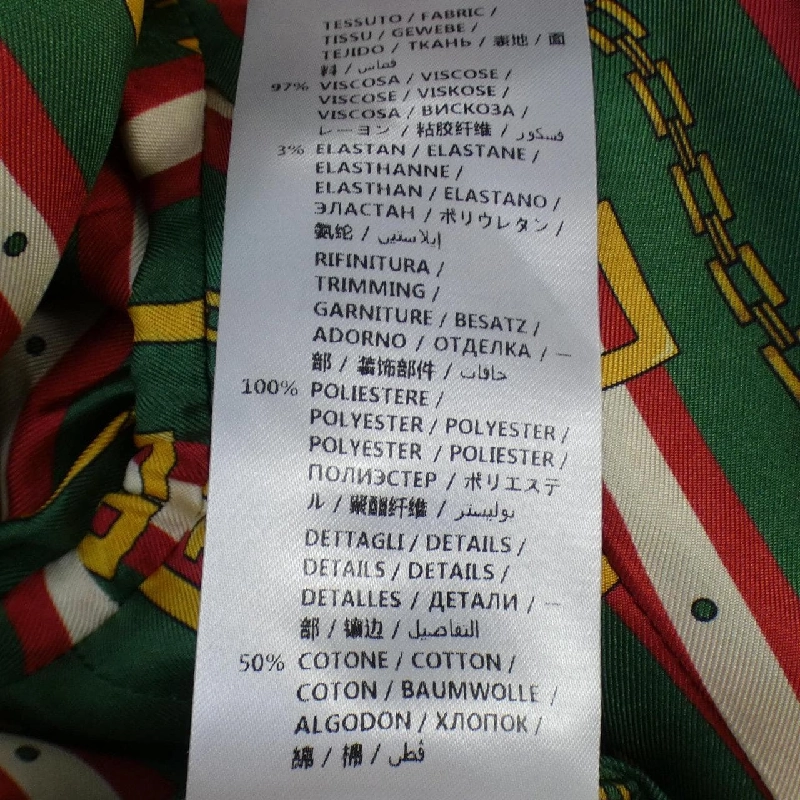 TESSUTO / FABRIC /
TISSU / GEWEBE /
TEJIDO / ТКАНЬ / 表地 / 面
料 / قماش
97% VISCOSA / VISCOSE /
VISCOSE / VISKOSE /
VISCOSA / ВИСКОЗА /
レーヨン / 粘胶纤维 / فسكوز
3% ELASTAN / ELASTANE /
ELASTHANNE /
ELASTHAN / ELASTANO /
ЭЛАСТАН / ポリウレタン /
氨纶 / إيلاستين
RIFINITURA /
TRIMMING /
GARNITURE / BESATZ /
ADORNO / ОТДЕЛКА / 一
部 / 装饰部件 / حافات
100% POLIESTERE /
POLYESTER / POLYESTER /
POLYESTER / POLIESTER /
ПОЛИЭСТЕР / ポリエステ
ル / 聚酯纤维 / بوليستر
DETTAGLI / DETAILS /
DETAILS / DETAILS /
DETALLES / ДЕТАЛИ / 一
部 / 镶边 / التفاصيل
50% COTONE / COTTON /
COTON / BAUMWOLLE /
ALGODON / ХЛОПОК /
綿 / 棉 / قطن